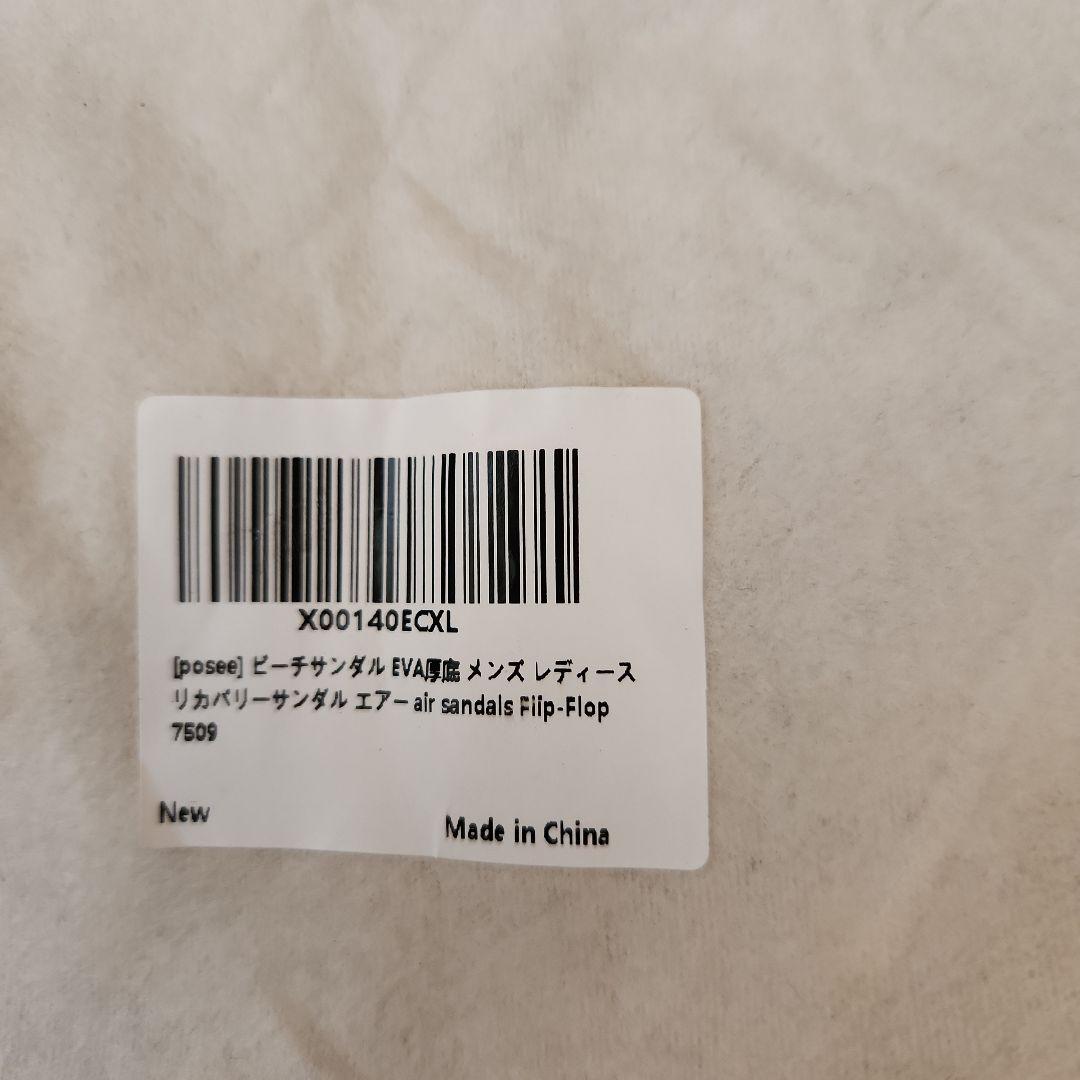 X00140ECXL
[posee] ビーチサンダル EVA厚底 メンズ レディース
リカバリーサンダル エアー air sandals Fiip-Flop
7509
New
Made in China